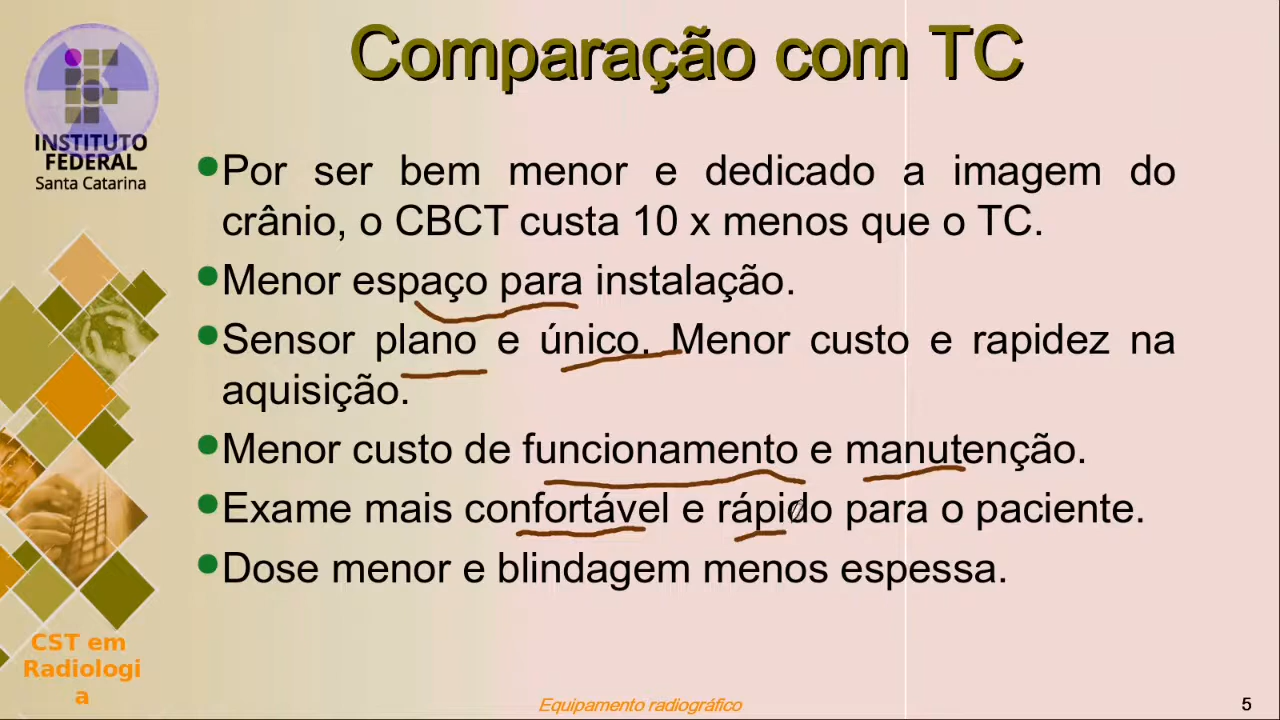 Comparação com TC
INSTITUTO
FEDERAL
Santa Catarina
Por ser bem menor e dedicado a imagem do
crânio, o CBCT custa 10 x menos que o TC.
Menor espaço para instalação.
Sensor plano e único. Menor custo e rapidez na
aquisição.
Menor custo de funcionamento e manutenção.
Exame mais confortável e rápido para o paciente.
Dose menor e blindagem menos espessa.
CST em
Radiologi
a
Equipamento radiográfico
5